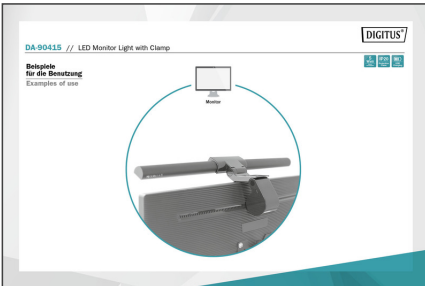 DIGITUS®
DA-90415 // LED Monitor Light with Clamp
Beispiele
für die Benutzung
Examples of use
Monitor